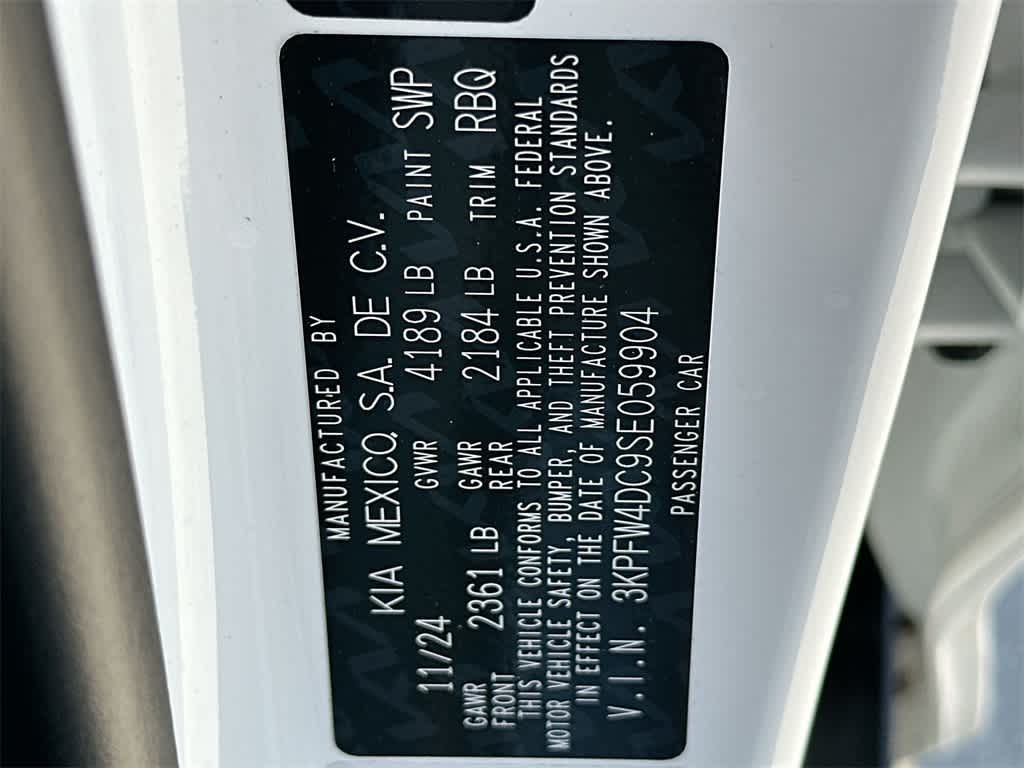 MANUFACTURED BY
KIA MEXICO, S.A. DE C.V.
11/24 GVWR 4189 LB PAINT SWP
GAWR FRONT 2361 LB GAWR REAR 2184 LB TRIM RBQ
THIS VEHICLE CONFORMS TO ALL APPLICABLE U.S.A. FEDERAL
MOTOR VEHICLE SAFETY, BUMPER, AND THEFT PREVENTION STANDARDS
IN EFFECT ON THE DATE OF MANUFACTURE SHOWN ABOVE.
V.I.N. 3KPFW4DC9SE059904
PASSENGER CAR